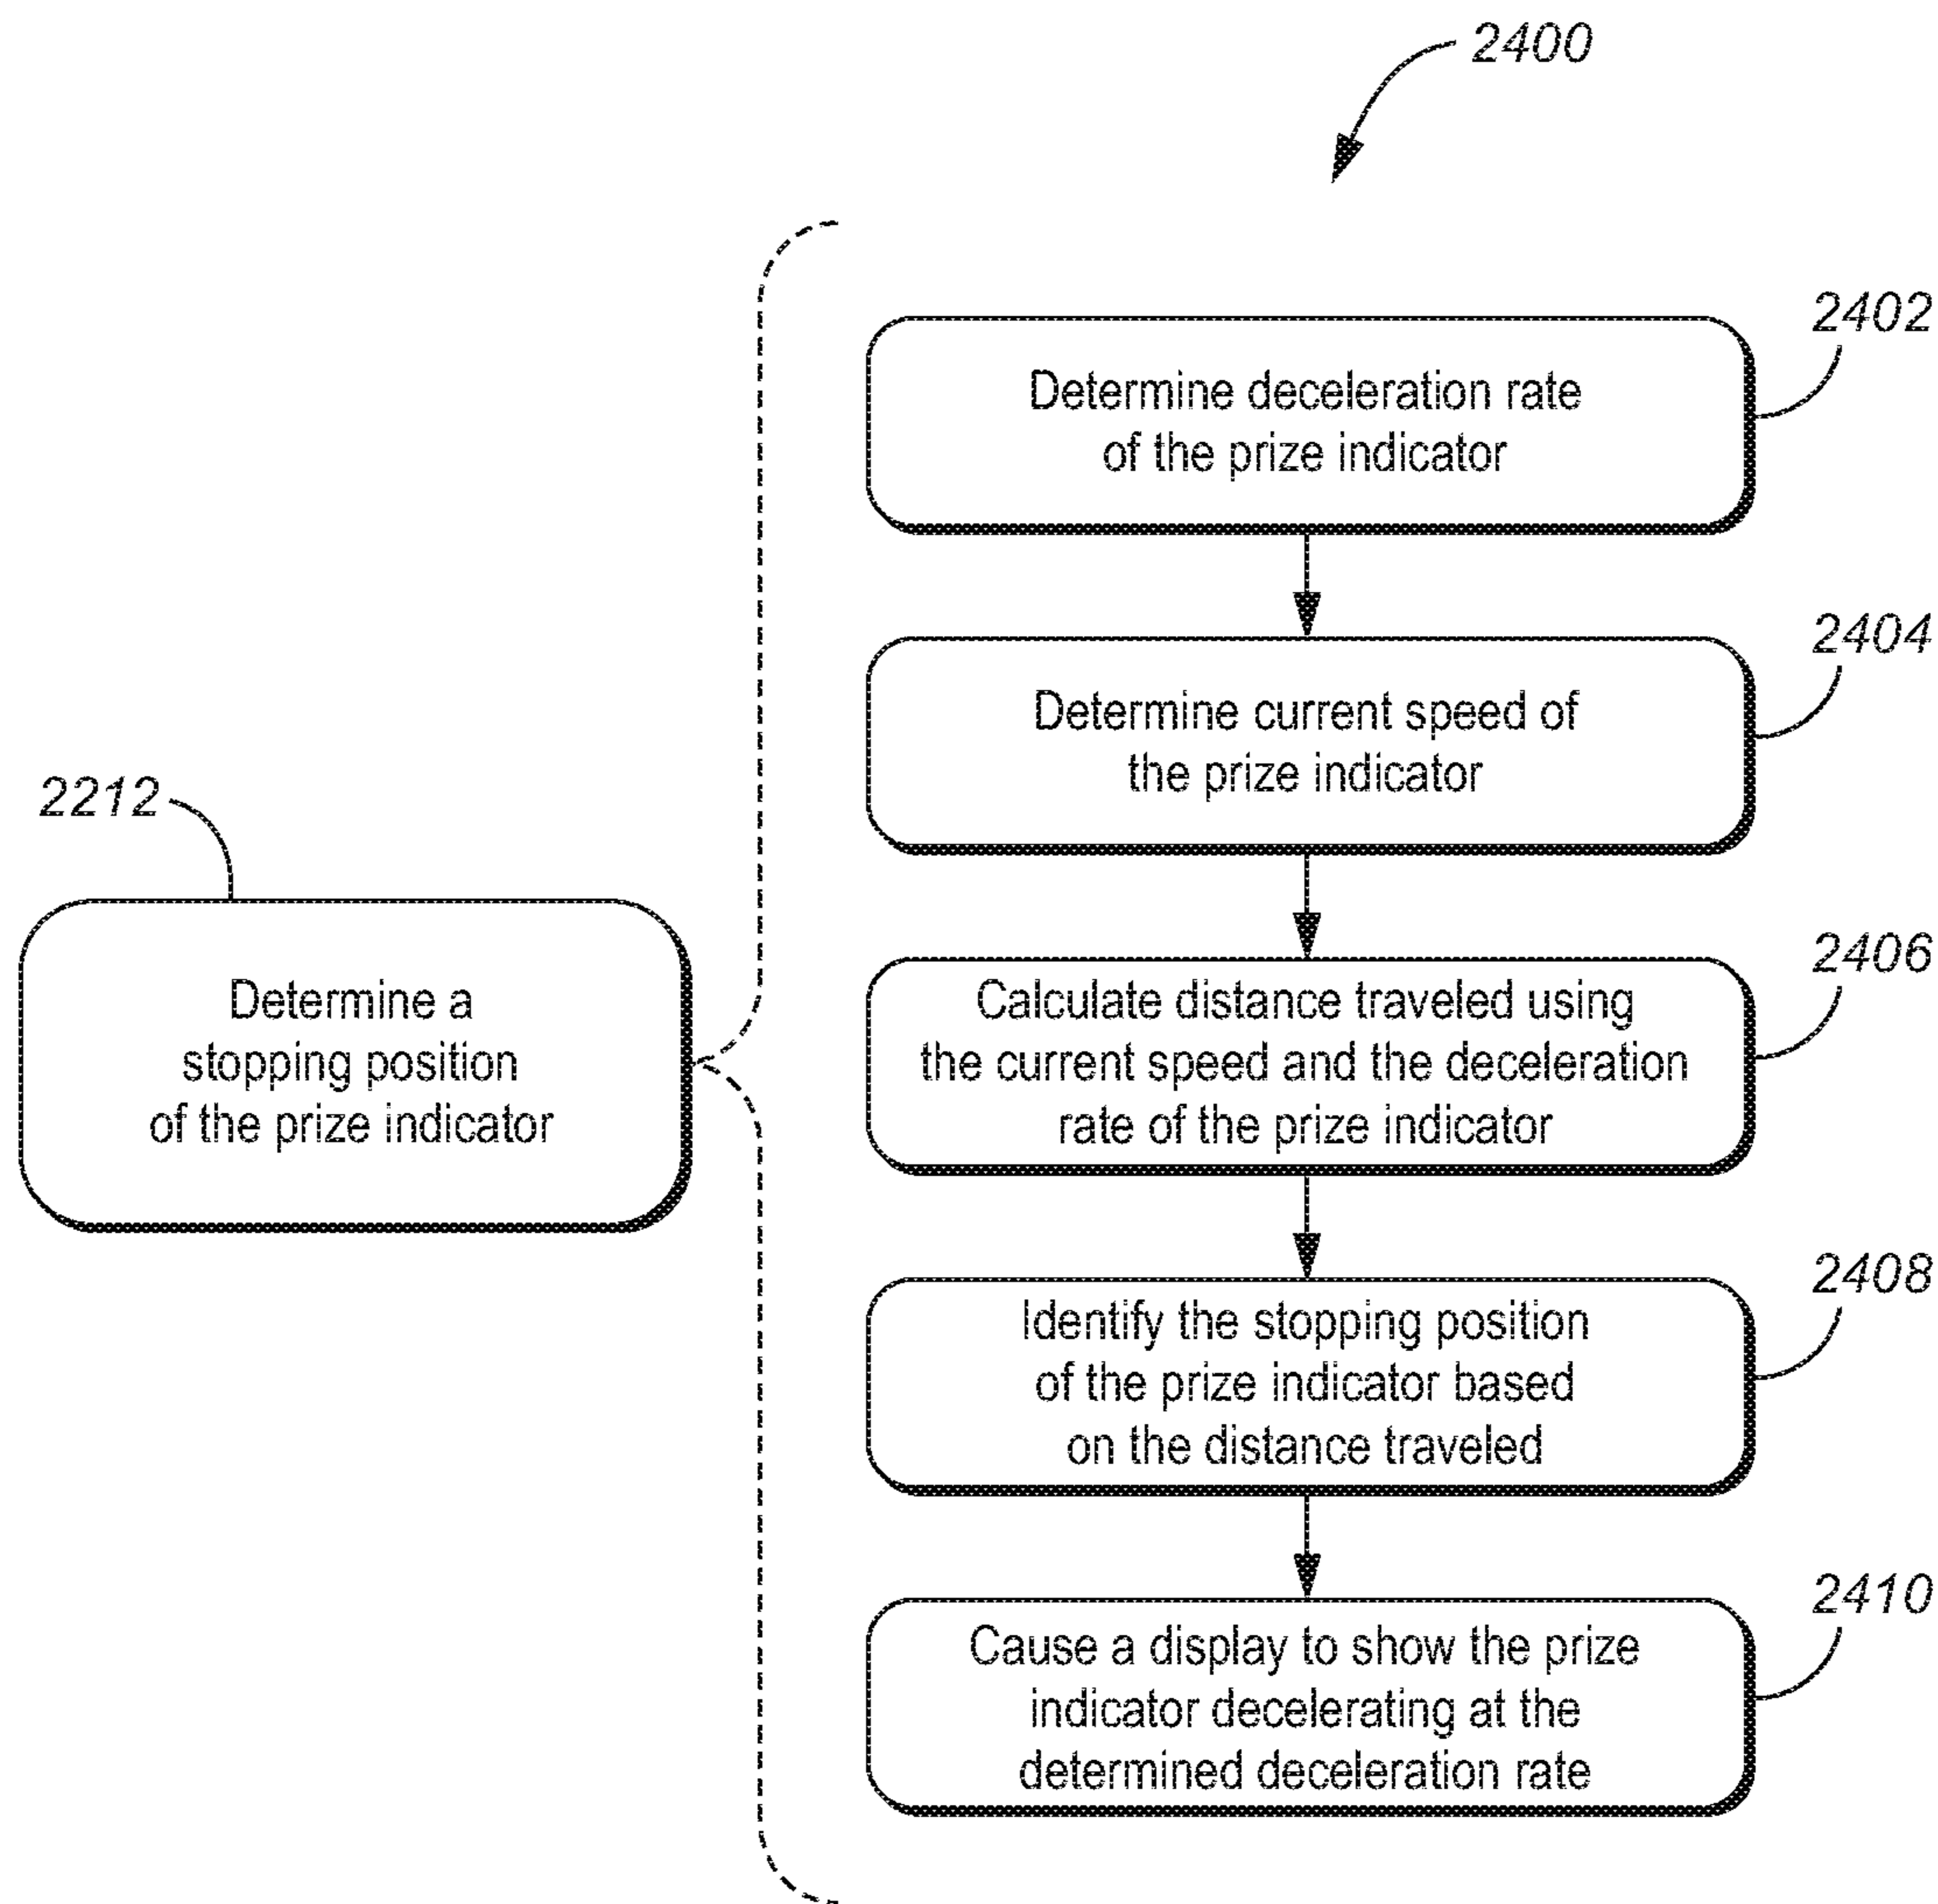 2400
2402
Determine deceleration rate
of the prize indicator
2404
Determine current speed of
the prize indicator
2212
Determine a
stopping position
of the prize indicator
2406
Calculate distance traveled using
the current speed and the deceleration
rate of the prize indicator
2408
Identify the stopping position
of the prize indicator based
on the distance traveled
2410
Cause a display to show the prize
indicator decelerating at the
determined deceleration rate